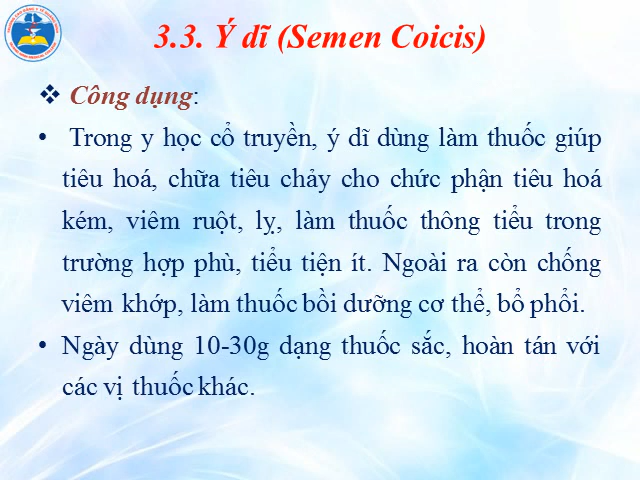 3.3. Ý dĩ (Semen Coicis)
❖ Công dụng:
• Trong y học cổ truyền, ý dĩ dùng làm thuốc giúp
tiêu hoá, chữa tiêu chảy cho chức phận tiêu hoá
kém, viêm ruột, lỵ, làm thuốc thông tiểu trong
trường hợp phù, tiểu tiện ít. Ngoài ra còn chống
viêm khớp, làm thuốc bồi dưỡng cơ thể, bổ phổi.
• Ngày dùng 10-30g dạng thuốc sắc, hoàn tán với
các vị thuốc khác.